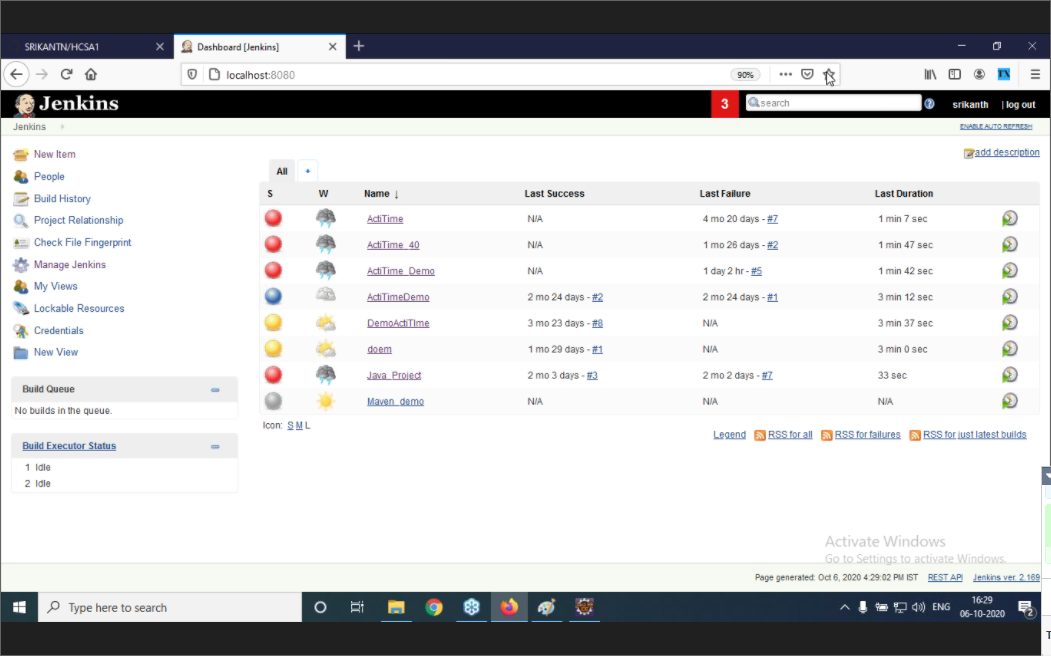 SRIKANTN/HCSA1
Dashboard [Jenkins]
localhost:8080
90%
Jenkins
3
search
srikanth
| log out
Jenkins
ENABLE AUTO REFRESH
New Item
People
Build History
Project Relationship
Check File Fingerprint
Manage Jenkins
My Views
Lockable Resources
Credentials
New View
Build Queue
No builds in the queue.
Build Executor Status
1 Idle
2 Idle
add description
All +
S W Name ↓ Last Success Last Failure Last Duration
ActiTime N/A 4 mo 20 days - #7 1 min 7 sec
ActiTime_40 N/A 1 mo 26 days - #2 1 min 47 sec
ActiTime_Demo N/A 1 day 2 hr - #5 1 min 42 sec
ActiTimeDemo 2 mo 24 days - #2 2 mo 24 days - #1 3 min 12 sec
DemoActiTIme 3 mo 23 days - #8 N/A 3 min 37 sec
doem 1 mo 29 days - #1 N/A 3 min 0 sec
Java_Project 2 mo 3 days - #3 2 mo 2 days - #7 33 sec
Maven_demo N/A N/A N/A
Icon: S M L
Legend RSS for all RSS for failures RSS for just latest builds
Activate Windows
Go to Settings to activate Windows.
Page generated: Oct 6, 2020 4:29:02 PM IST REST API Jenkins ver. 2.169
Type here to search
ENG
16:29
06-10-2020
2